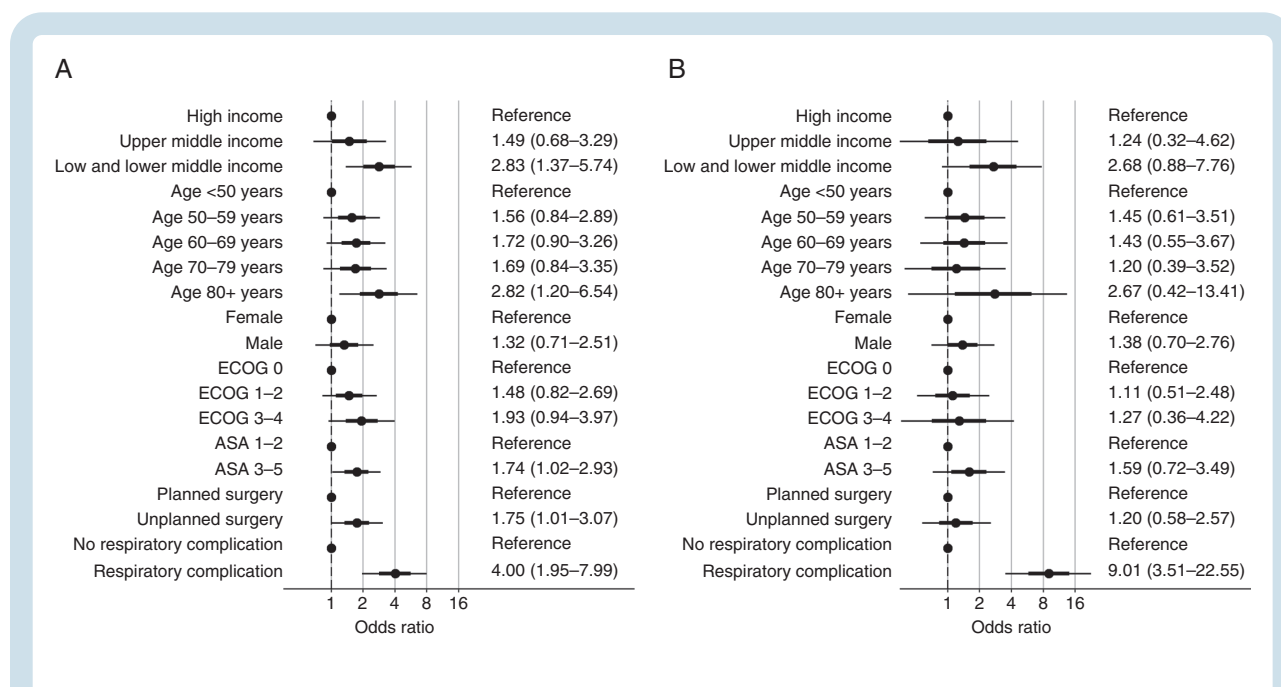 A
High income Reference
Upper middle income 1.49 (0.68–3.29)
Low and lower middle income 2.83 (1.37–5.74)
Age <50 years Reference
Age 50–59 years 1.56 (0.84–2.89)
Age 60–69 years 1.72 (0.90–3.26)
Age 70–79 years 1.69 (0.84–3.35)
Age 80+ years 2.82 (1.20–6.54)
Female Reference
Male 1.32 (0.71–2.51)
ECOG 0 Reference
ECOG 1–2 1.48 (0.82–2.69)
ECOG 3–4 1.93 (0.94–3.97)
ASA 1–2 Reference
ASA 3–5 1.74 (1.02–2.93)
Planned surgery Reference
Unplanned surgery 1.75 (1.01–3.07)
No respiratory complication Reference
Respiratory complication 4.00 (1.95–7.99)
1 2 4 8 16
Odds ratio
B
High income Reference
Upper middle income 1.24 (0.32–4.62)
Low and lower middle income 2.68 (0.88–7.76)
Age <50 years Reference
Age 50–59 years 1.45 (0.61–3.51)
Age 60–69 years 1.43 (0.55–3.67)
Age 70–79 years 1.20 (0.39–3.52)
Age 80+ years 2.67 (0.42–13.41)
Female Reference
Male 1.38 (0.70–2.76)
ECOG 0 Reference
ECOG 1–2 1.11 (0.51–2.48)
ECOG 3–4 1.27 (0.36–4.22)
ASA 1–2 Reference
ASA 3–5 1.59 (0.72–3.49)
Planned surgery Reference
Unplanned surgery 1.20 (0.58–2.57)
No respiratory complication Reference
Respiratory complication 9.01 (3.51–22.55)
1 2 4 8 16
Odds ratio